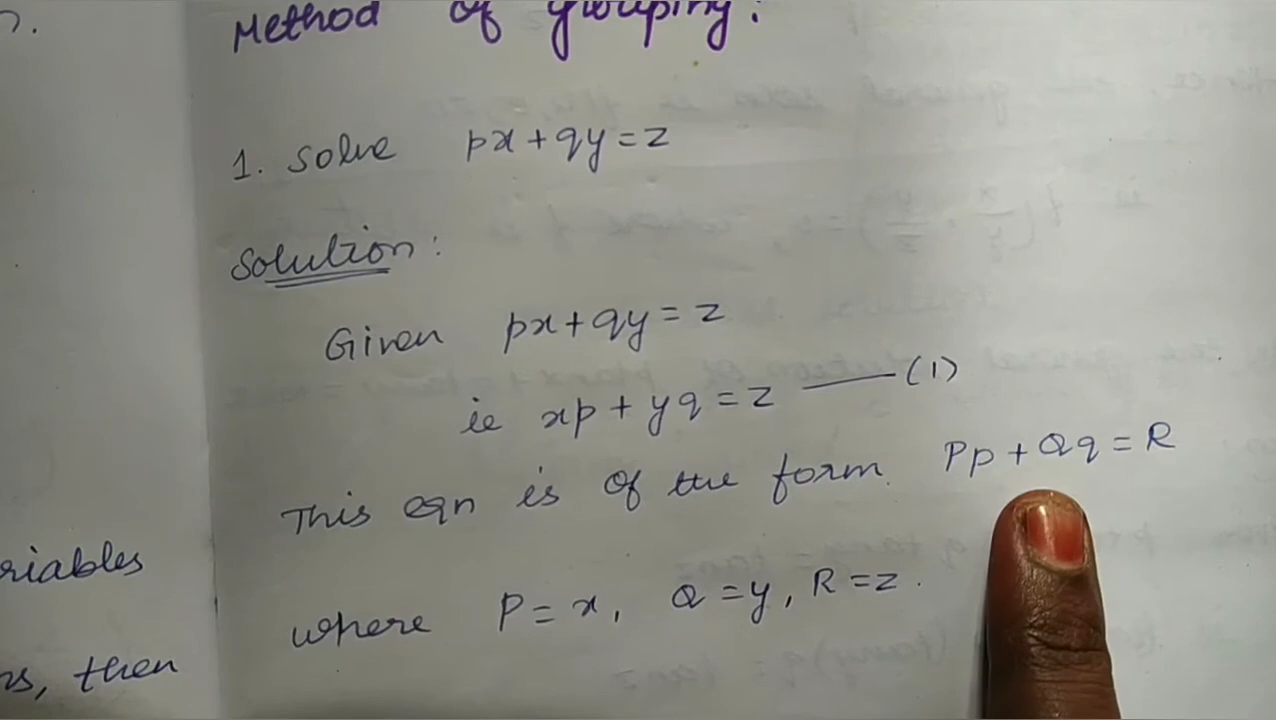 Method of grouping:
1. Solve px+qy=z
Solution:
Given px+qy=z
ie xp+yq=z —(1)
This eqn is of the form Pp+Qq=R
where P=x, Q=y, R=z.
riables
then